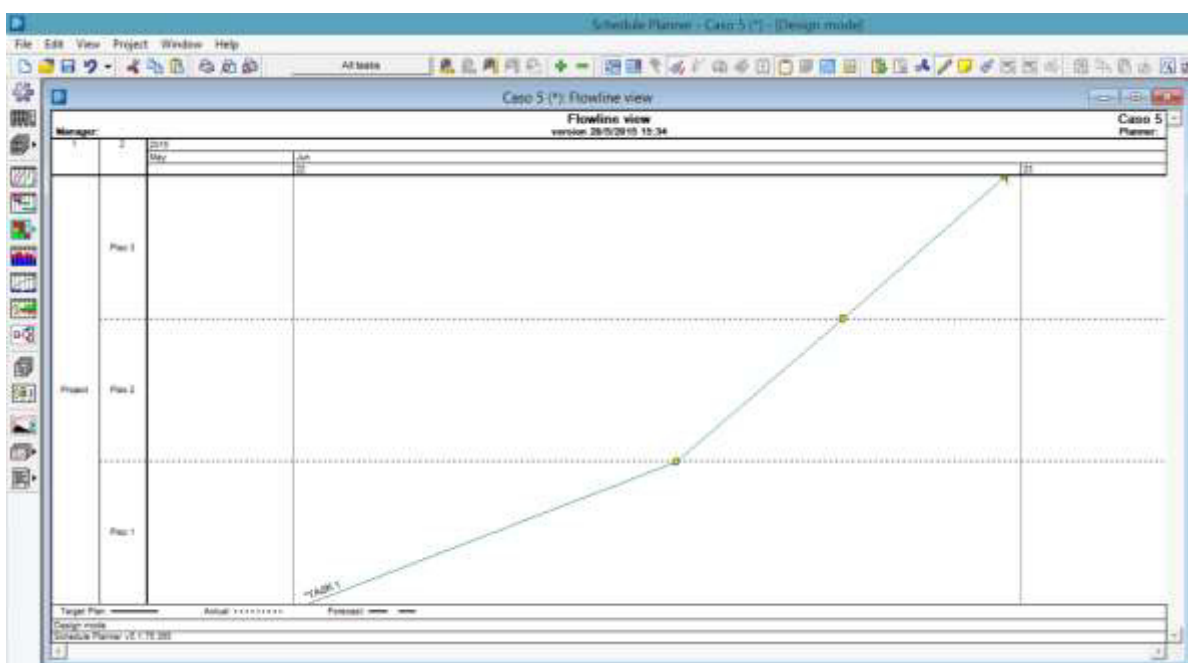 Schedule Planner - Caso 5 (*) - [Design mode]
File Edit View Project Window Help
All tasks
Caso 5 (*): Flowline view
Flowline view
Caso 5
Manager:
version 28/5/2015 15:34
Planner:
1 2 2015
May Jun
22 23
Piso 3
Project Piso 2
Piso 1
TASK 1
Target Plan Actual Forecast
Design mode